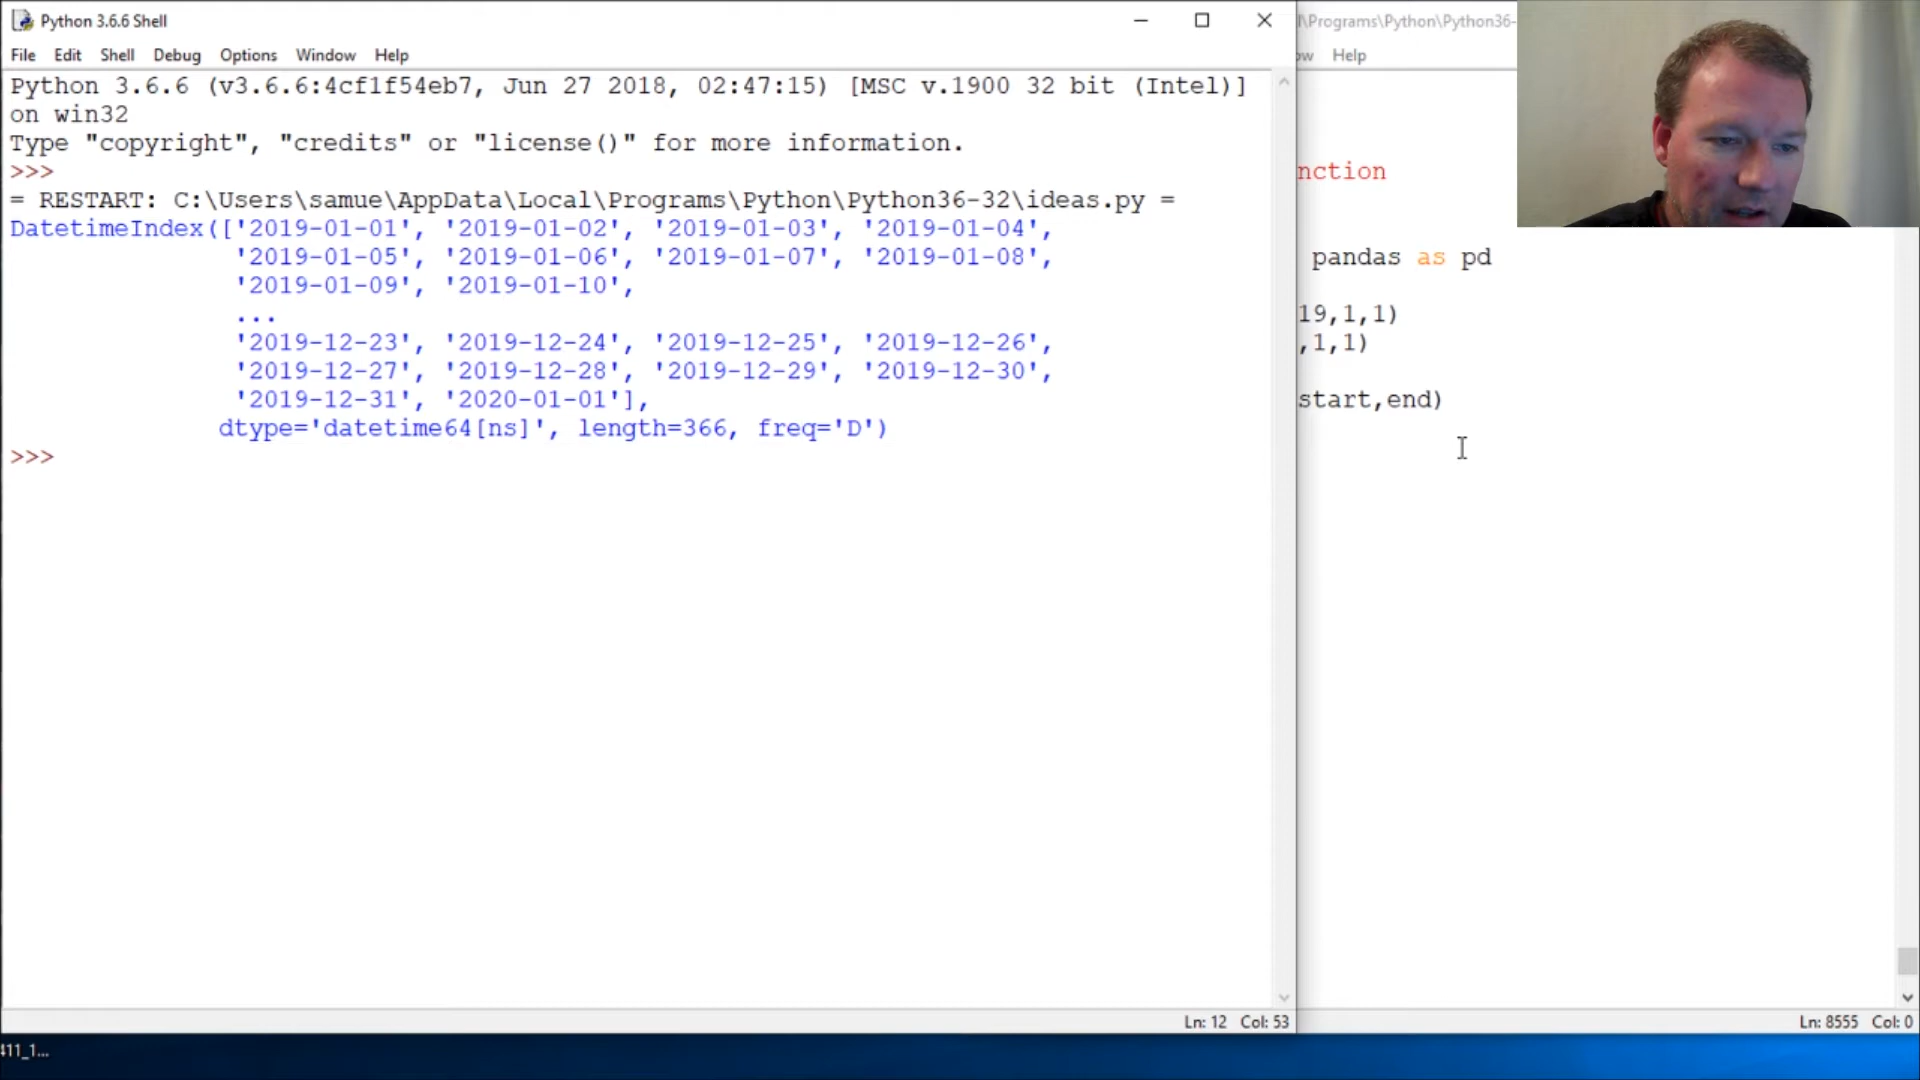 Python 3.6.6 Shell
File Edit Shell Debug Options Window Help
Python 3.6.6 (v3.6.6:4cf1f54eb7, Jun 27 2018, 02:47:15) [MSC v.1900 32 bit (Intel)]
on win32
Type "copyright", "credits" or "license()" for more information.
>>>
= RESTART: C:\Users\samue\AppData\Local\Programs\Python\Python36-32\ideas.py =
DatetimeIndex(['2019-01-01', '2019-01-02', '2019-01-03', '2019-01-04',
'2019-01-05', '2019-01-06', '2019-01-07', '2019-01-08',
'2019-01-09', '2019-01-10',
...
'2019-12-23', '2019-12-24', '2019-12-25', '2019-12-26',
'2019-12-27', '2019-12-28', '2019-12-29', '2019-12-30',
'2019-12-31', '2020-01-01'],
dtype='datetime64[ns]', length=366, freq='D')
>>>
Ln: 12 Col: 53
l\Programs\Python\Python36-
ow Help
nction
pandas as pd
19,1,1)
,1,1)
start,end)
Ln: 8555 Col: 0
411_1...